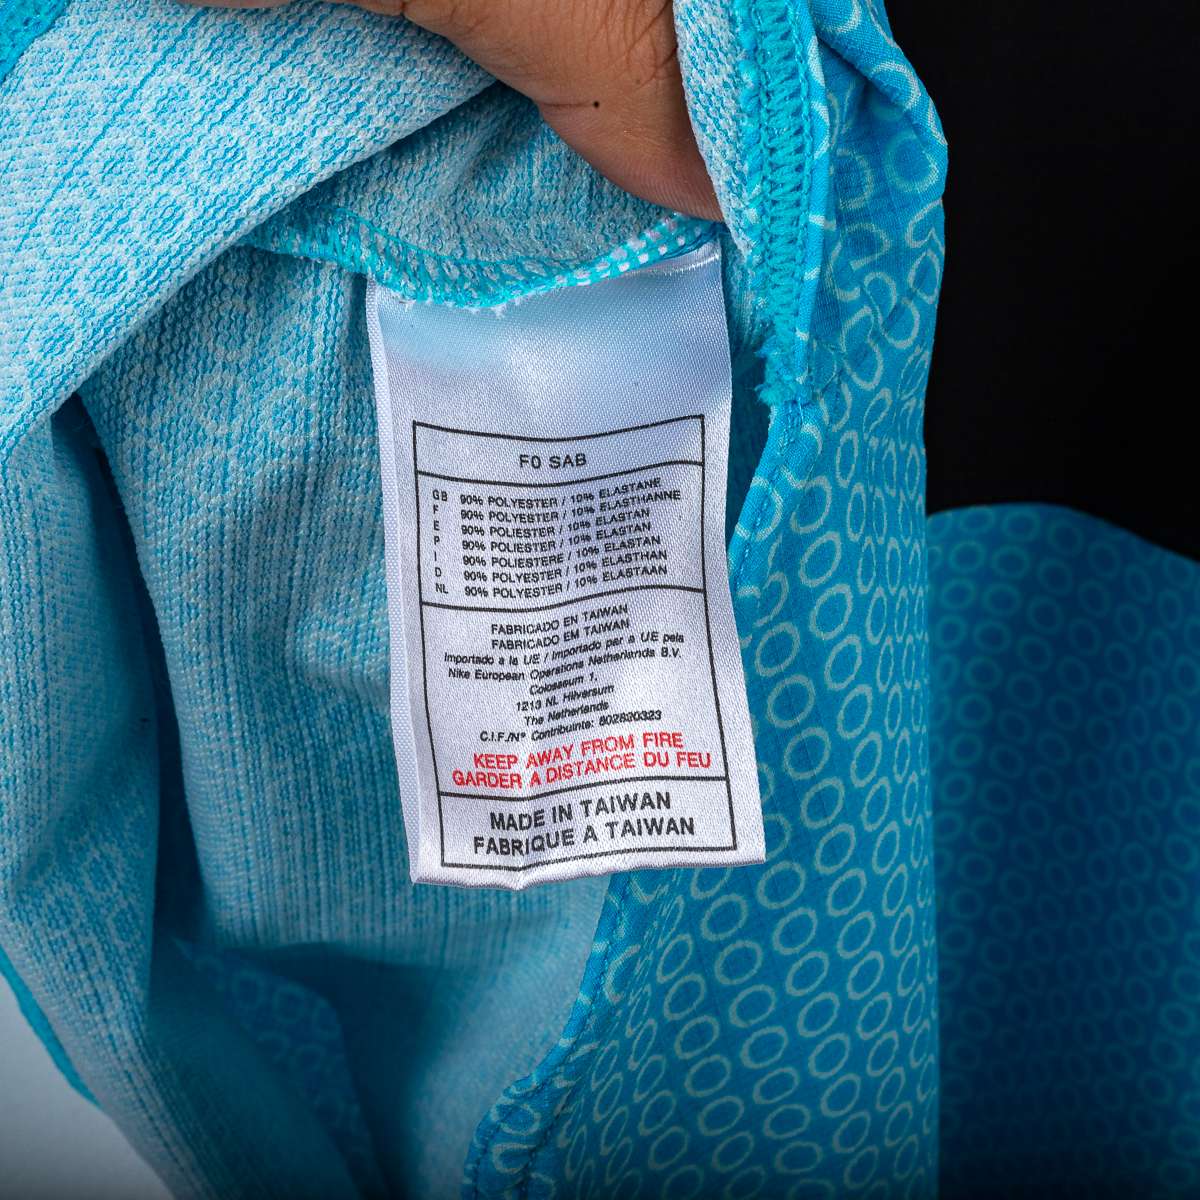 F0 SAB
GB 90% POLYESTER / 10% ELASTANE
F 90% POLYESTER / 10% ELASTHANNE
E 90% POLIESTER / 10% ELASTAN
P 90% POLIESTER / 10% ELASTAN
I 90% POLIESTERE / 10% ELASTAN
D 90% POLYESTER / 10% ELASTHAN
NL 90% POLYESTER / 10% ELASTAAN
FABRICADO EN TAIWAN
FABRICADO EM TAIWAN
Importado a la UE / Importado per a UE pela
Nike European Operations Netherlands B.V.
Colosseum 1,
1213 NL Hilversum
The Netherlands
C.I.F./Nº Contribuinte: 802820323
KEEP AWAY FROM FIRE
GARDER A DISTANCE DU FEU
MADE IN TAIWAN
FABRIQUE A TAIWAN